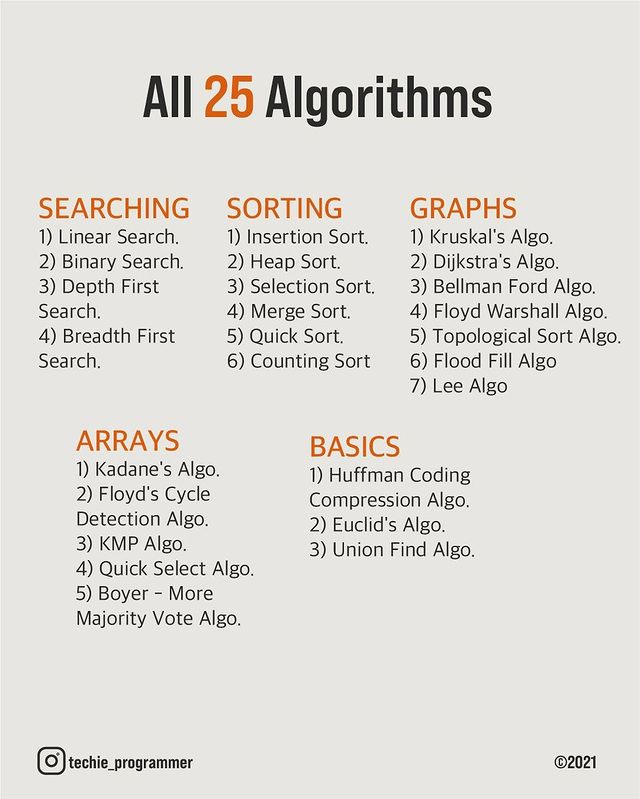 All 25 Algorithms
SEARCHING
1) Linear Search.
2) Binary Search.
3) Depth First
Search.
4) Breadth First
Search.
SORTING
1) Insertion Sort.
2) Heap Sort.
3) Selection Sort.
4) Merge Sort.
5) Quick Sort.
6) Counting Sort
GRAPHS
1) Kruskal's Algo.
2) Dijkstra's Algo.
3) Bellman Ford Algo.
4) Floyd Warshall Algo.
5) Topological Sort Algo.
6) Flood Fill Algo
7) Lee Algo
ARRAYS
1) Kadane's Algo.
2) Floyd's Cycle
Detection Algo.
3) KMP Algo.
4) Quick Select Algo.
5) Boyer - More
Majority Vote Algo.
BASICS
1) Huffman Coding
Compression Algo.
2) Euclid's Algo.
3) Union Find Algo.
techie_programmer
©2021